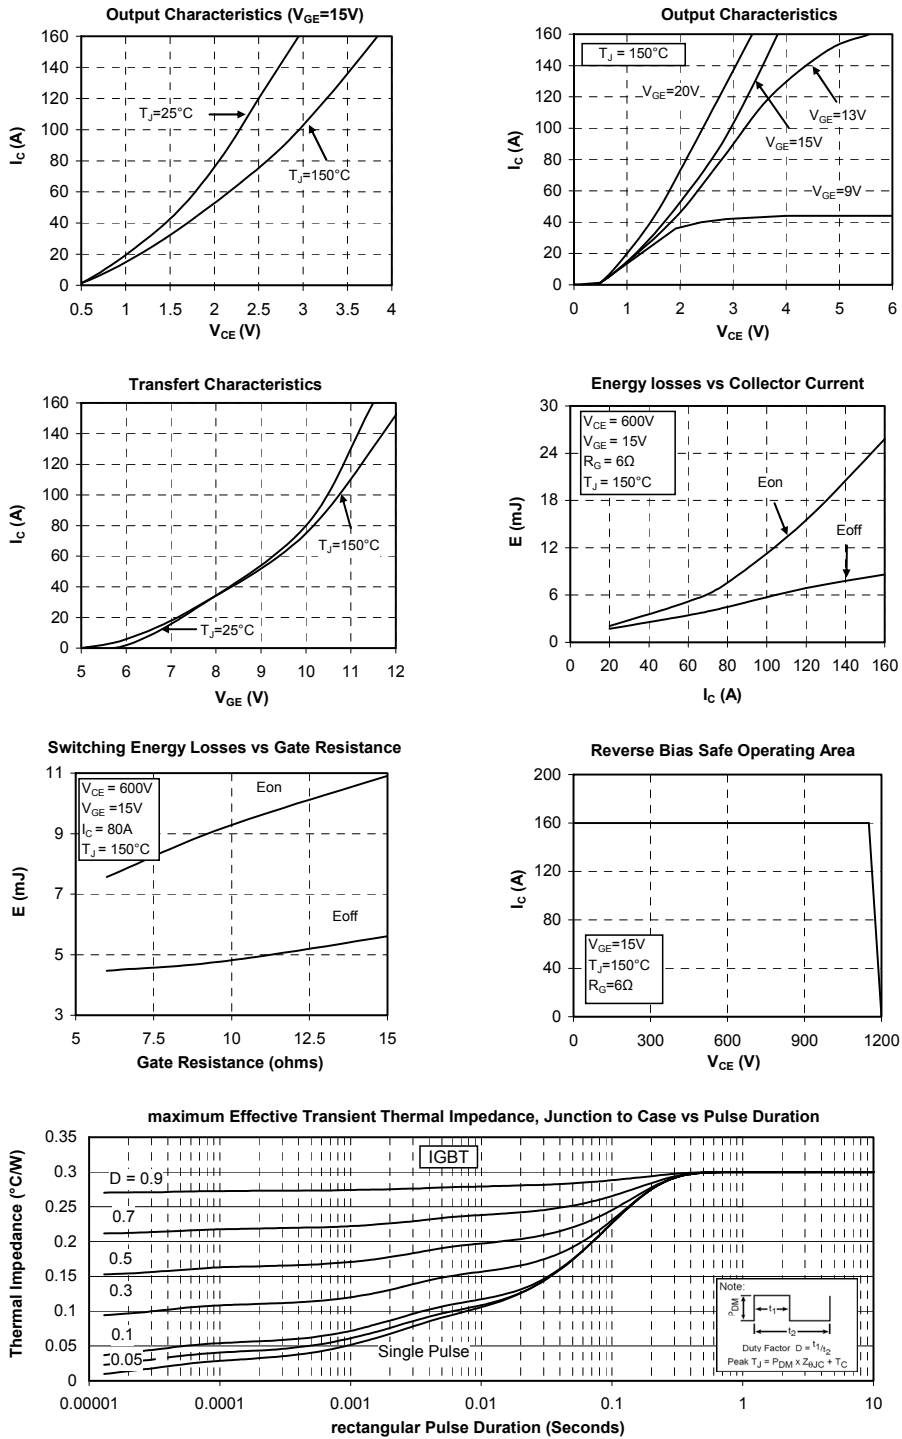 Output Characteristics (VGE=15V)
160
140
120
100
80
60
40
20
0
IC (A)
TJ=25°C
TJ=150°C
0.5 1 1.5 2 2.5 3 3.5 4
VCE (V)
Output Characteristics
160
140
120
100
80
60
40
20
0
IC (A)
TJ = 150°C
VGE=20V
VGE=13V
VGE=15V
VGE=9V
0 1 2 3 4 5 6
VCE (V)
Transfert Characteristics
160
140
120
100
80
60
40
20
0
IC (A)
TJ=150°C
TJ=25°C
5 6 7 8 9 10 11 12
VGE (V)
Energy losses vs Collector Current
30
24
18
12
6
0
E (mJ)
VCE = 600V
VGE = 15V
RG = 6Ω
TJ = 150°C
Eon
Eoff
0 20 40 60 80 100 120 140 160
IC (A)
Switching Energy Losses vs Gate Resistance
11
9
7
5
3
E (mJ)
VCE = 600V
VGE =15V
IC = 80A
TJ = 150°C
Eon
Eoff
5 7.5 10 12.5 15
Gate Resistance (ohms)
Reverse Bias Safe Operating Area
200
160
120
80
40
0
IC (A)
VGE=15V
TJ=150°C
RG=6Ω
0 300 600 900 1200
VCE (V)
maximum Effective Transient Thermal Impedance, Junction to Case vs Pulse Duration
0.35
0.3
0.25
0.2
0.15
0.1
0.05
0
Thermal Impedance (°C/W)
IGBT
D = 0.9
0.7
0.5
0.3
0.1
0.05
Single Pulse
Note:
PDM
t1
t2
Duty Factor D = t1/t2
Peak TJ = PDM x ZθJC + TC
0.00001 0.0001 0.001 0.01 0.1 1 10
rectangular Pulse Duration (Seconds)